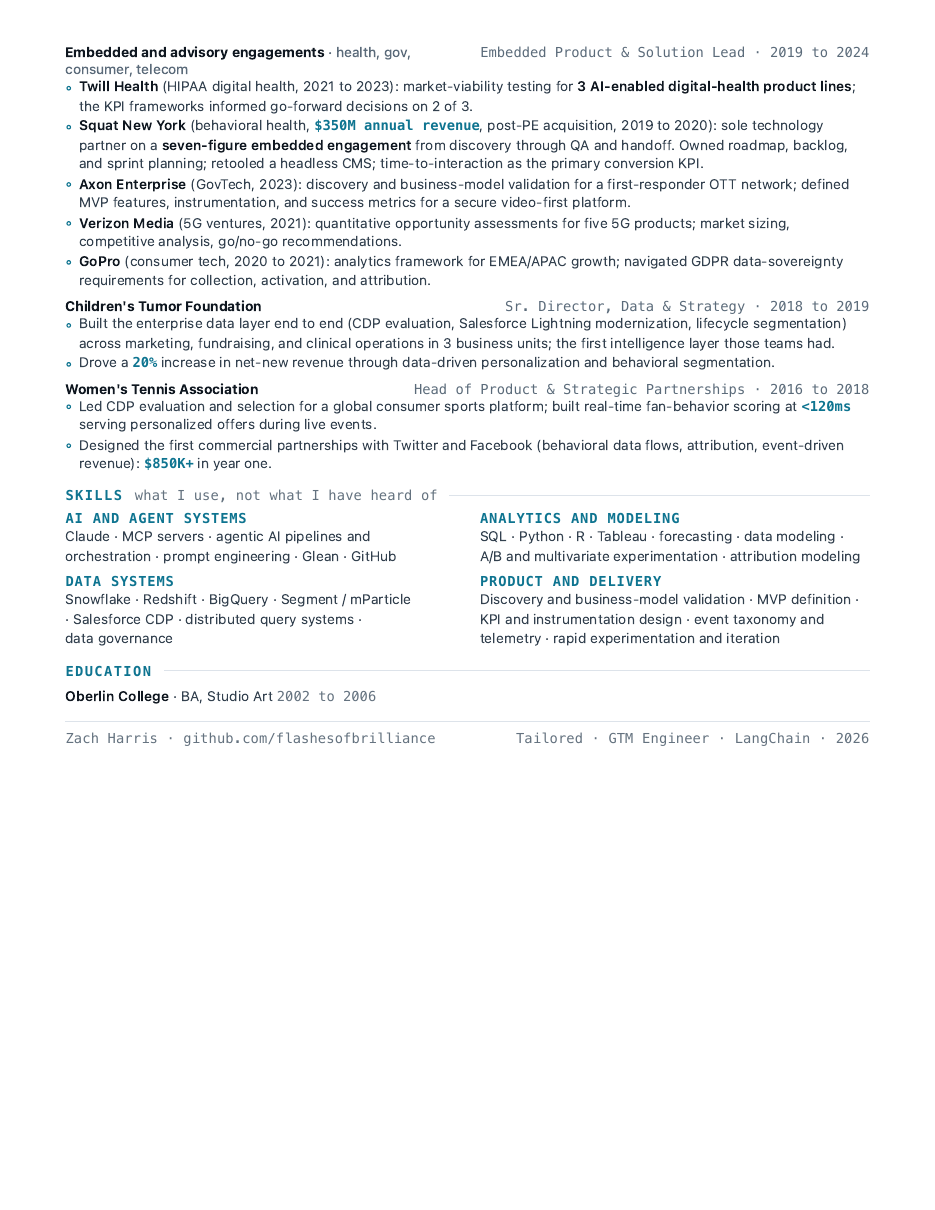 Embedded and advisory engagements · health, gov, consumer, telecom
Embedded Product & Solution Lead · 2019 to 2024
Twill Health (HIPAA digital health, 2021 to 2023): market-viability testing for 3 AI-enabled digital-health product lines;
the KPI frameworks informed go-forward decisions on 2 of 3.
Squat New York (behavioral health, $350M annual revenue, post-PE acquisition, 2019 to 2020): sole technology
partner on a seven-figure embedded engagement from discovery through QA and handoff. Owned roadmap, backlog,
and sprint planning; retooled a headless CMS; time-to-interaction as the primary conversion KPI.
Axon Enterprise (GovTech, 2023): discovery and business-model validation for a first-responder OTT network; defined
MVP features, instrumentation, and success metrics for a secure video-first platform.
Verizon Media (5G ventures, 2021): quantitative opportunity assessments for five 5G products; market sizing,
competitive analysis, go/no-go recommendations.
GoPro (consumer tech, 2020 to 2021): analytics framework for EMEA/APAC growth; navigated GDPR data-sovereignty
requirements for collection, activation, and attribution.
Children's Tumor Foundation Sr. Director, Data & Strategy · 2018 to 2019
Built the enterprise data layer end to end (CDP evaluation, Salesforce Lightning modernization, lifecycle segmentation)
across marketing, fundraising, and clinical operations in 3 business units; the first intelligence layer those teams had.
Drove a 20% increase in net-new revenue through data-driven personalization and behavioral segmentation.
Women's Tennis Association Head of Product & Strategic Partnerships · 2016 to 2018
Led CDP evaluation and selection for a global consumer sports platform; built real-time fan-behavior scoring at <120ms
serving personalized offers during live events.
Designed the first commercial partnerships with Twitter and Facebook (behavioral data flows, attribution, event-driven
revenue): $850K+ in year one.
SKILLS what I use, not what I have heard of
AI AND AGENT SYSTEMS
Claude · MCP servers · agentic AI pipelines and
orchestration · prompt engineering · Glean · GitHub
ANALYTICS AND MODELING
SQL · Python · R · Tableau · forecasting · data modeling ·
A/B and multivariate experimentation · attribution modeling
DATA SYSTEMS
Snowflake · Redshift · BigQuery · Segment / mParticle
· Salesforce CDP · distributed query systems ·
data governance
PRODUCT AND DELIVERY
Discovery and business-model validation · MVP definition ·
KPI and instrumentation design · event taxonomy and
telemetry · rapid experimentation and iteration
EDUCATION
Oberlin College · BA, Studio Art 2002 to 2006
Zach Harris · github.com/flashesofbrilliance Tailored · GTM Engineer · LangChain · 2026